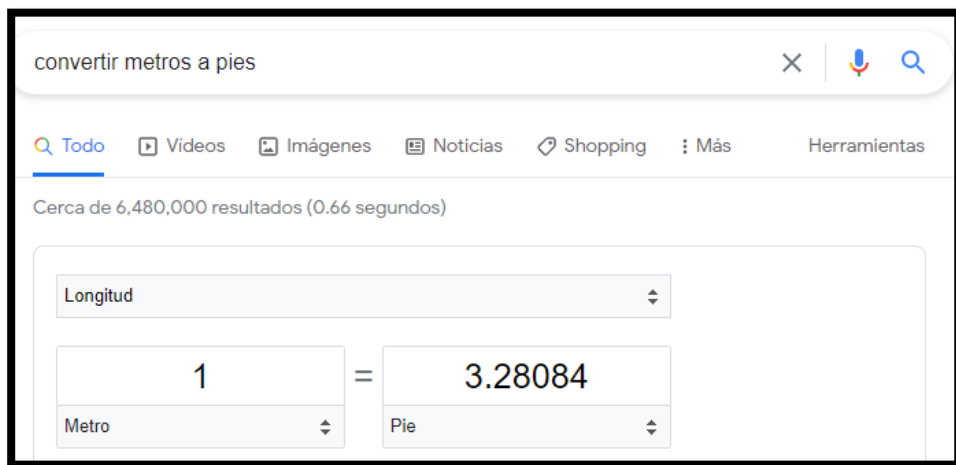 convertir metros a pies
Todo Vídeos Imágenes Noticias Shopping Más Herramientas
Cerca de 6,480,000 resultados (0.66 segundos)
Longitud
1 = 3.28084
Metro Pie